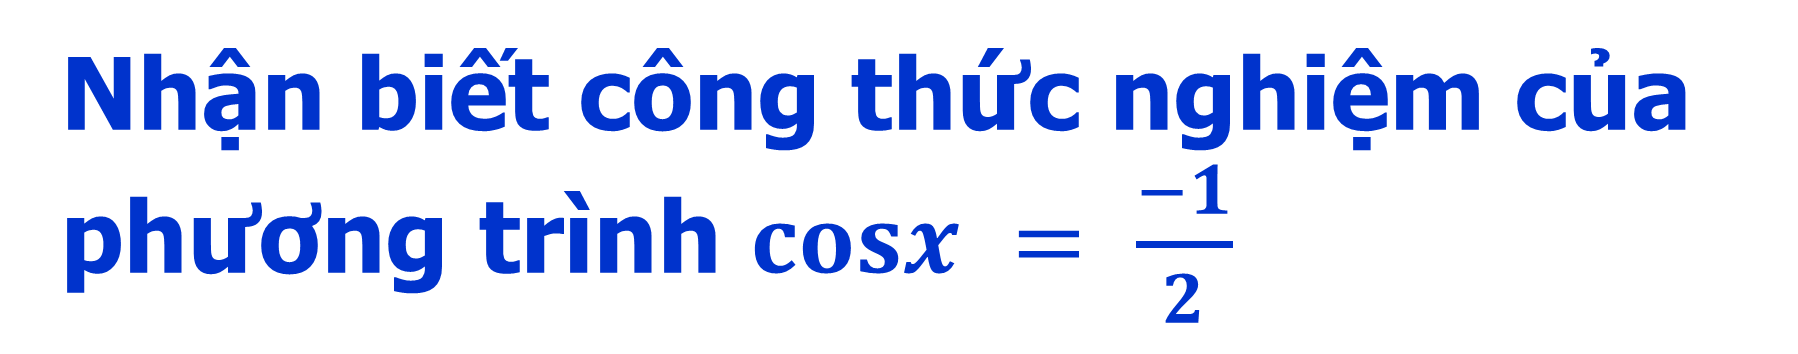 Nhận biết công thức nghiệm của
phương trình cosx = −1/2